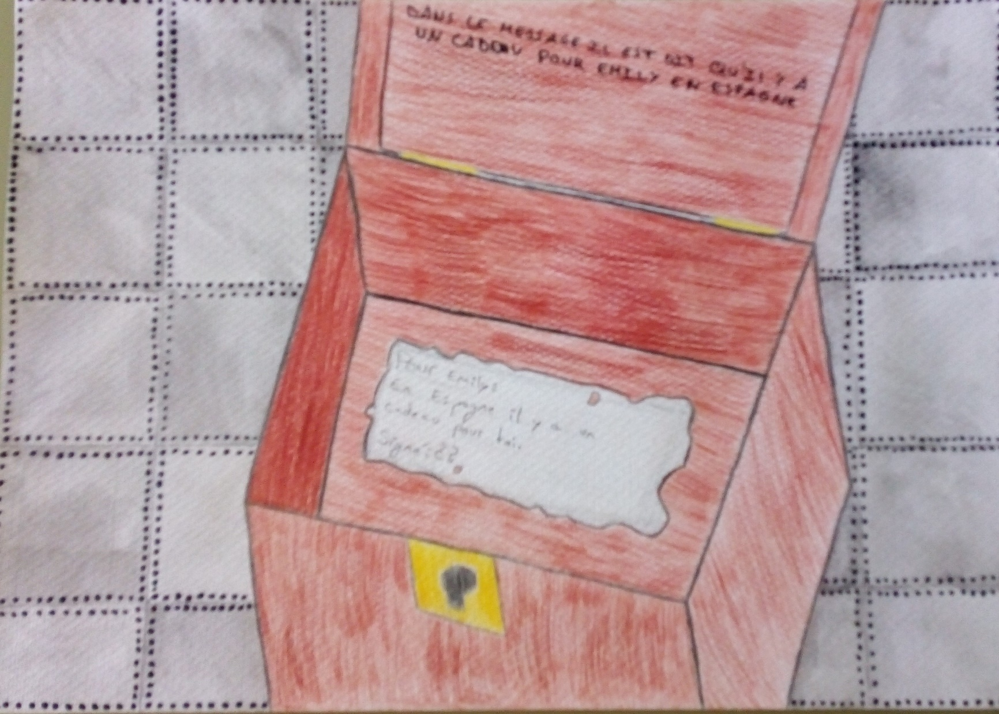 DANS LE MESSAGE IL EST DIT QU'IL Y A
UN CADEAU POUR EMILY EN ESPAGNE
Pour Emily:
En Espagne il y a un
cadeau pour toi.
Signé: ??